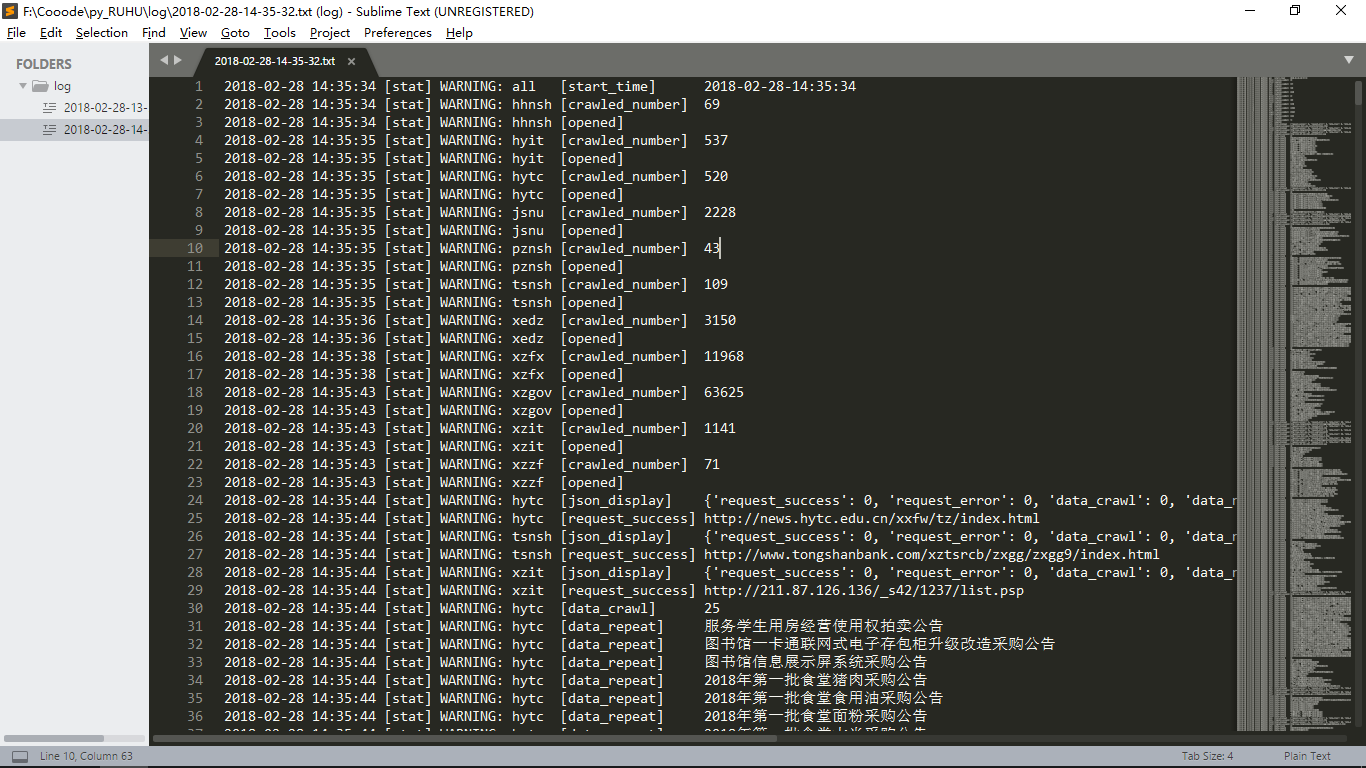 F:\Cooode\py_RUHU\log\2018-02-28-14-35-32.txt (log) - Sublime Text (UNREGISTERED)
File Edit Selection Find View Goto Tools Project Preferences Help
FOLDERS
log
2018-02-28-13-
2018-02-28-14-
2018-02-28-14-35-32.txt ×
1 2018-02-28 14:35:34 [stat] WARNING: all [start_time] 2018-02-28-14:35:34
2 2018-02-28 14:35:34 [stat] WARNING: hhnsh [crawled_number] 69
3 2018-02-28 14:35:34 [stat] WARNING: hhnsh [opened]
4 2018-02-28 14:35:35 [stat] WARNING: hyit [crawled_number] 537
5 2018-02-28 14:35:35 [stat] WARNING: hyit [opened]
6 2018-02-28 14:35:35 [stat] WARNING: hytc [crawled_number] 520
7 2018-02-28 14:35:35 [stat] WARNING: hytc [opened]
8 2018-02-28 14:35:35 [stat] WARNING: jsnu [crawled_number] 2228
9 2018-02-28 14:35:35 [stat] WARNING: jsnu [opened]
10 2018-02-28 14:35:35 [stat] WARNING: pznsh [crawled_number] 43
11 2018-02-28 14:35:35 [stat] WARNING: pznsh [opened]
12 2018-02-28 14:35:35 [stat] WARNING: tsnsh [crawled_number] 109
13 2018-02-28 14:35:35 [stat] WARNING: tsnsh [opened]
14 2018-02-28 14:35:36 [stat] WARNING: xedz [crawled_number] 3150
15 2018-02-28 14:35:36 [stat] WARNING: xedz [opened]
16 2018-02-28 14:35:38 [stat] WARNING: xzfx [crawled_number] 11968
17 2018-02-28 14:35:38 [stat] WARNING: xzfx [opened]
18 2018-02-28 14:35:43 [stat] WARNING: xzgov [crawled_number] 63625
19 2018-02-28 14:35:43 [stat] WARNING: xzgov [opened]
20 2018-02-28 14:35:43 [stat] WARNING: xzit [crawled_number] 1141
21 2018-02-28 14:35:43 [stat] WARNING: xzit [opened]
22 2018-02-28 14:35:43 [stat] WARNING: xzzf [crawled_number] 71
23 2018-02-28 14:35:43 [stat] WARNING: xzzf [opened]
24 2018-02-28 14:35:44 [stat] WARNING: hytc [json_display] {'request_success': 0, 'request_error': 0, 'data_crawl': 0, 'data_
25 2018-02-28 14:35:44 [stat] WARNING: hytc [request_success] http://news.hytc.edu.cn/xxfw/tz/index.html
26 2018-02-28 14:35:44 [stat] WARNING: tsnsh [json_display] {'request_success': 0, 'request_error': 0, 'data_crawl': 0, 'data_
27 2018-02-28 14:35:44 [stat] WARNING: tsnsh [request_success] http://www.tongshanbank.com/xztsrcb/zxgg/zxgg9/index.html
28 2018-02-28 14:35:44 [stat] WARNING: xzit [json_display] {'request_success': 0, 'request_error': 0, 'data_crawl': 0, 'data_
29 2018-02-28 14:35:44 [stat] WARNING: xzit [request_success] http://211.87.126.136/_s42/1237/list.psp
30 2018-02-28 14:35:44 [stat] WARNING: hytc [data_crawl] 25
31 2018-02-28 14:35:44 [stat] WARNING: hytc [data_repeat] 服务学生用房经营使用权拍卖公告
32 2018-02-28 14:35:44 [stat] WARNING: hytc [data_repeat] 图书馆一卡通联网式电子存包柜升级改造采购公告
33 2018-02-28 14:35:44 [stat] WARNING: hytc [data_repeat] 图书馆信息展示屏系统采购公告
34 2018-02-28 14:35:44 [stat] WARNING: hytc [data_repeat] 2018年第一批食堂猪肉采购公告
35 2018-02-28 14:35:44 [stat] WARNING: hytc [data_repeat] 2018年第一批食堂食用油采购公告
36 2018-02-28 14:35:44 [stat] WARNING: hytc [data_repeat] 2018年第一批食堂面粉采购公告
Line 10, Column 63
Tab Size: 4
Plain Text